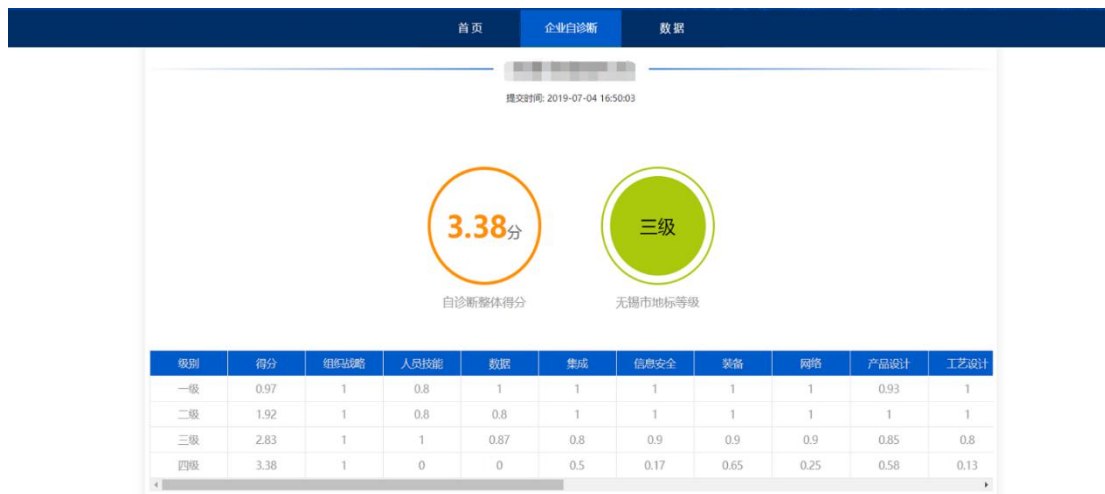 首页 企业自诊断 数据
提交时间: 2019-07-04 16:50:03
3.38分 三级
自诊断整体得分 无锡市地标等级
级别 得分 组织战略 人员技能 数据 集成 信息安全 装备 网络 产品设计 工艺设计
一级 0.97 1 0.8 1 1 1 1 1 0.93 1
二级 1.92 1 0.8 0.8 1 1 1 1 1 1
三级 2.83 1 1 0.87 0.8 0.9 0.9 0.9 0.85 0.8
四级 3.38 1 0 0 0.5 0.17 0.65 0.25 0.58 0.13